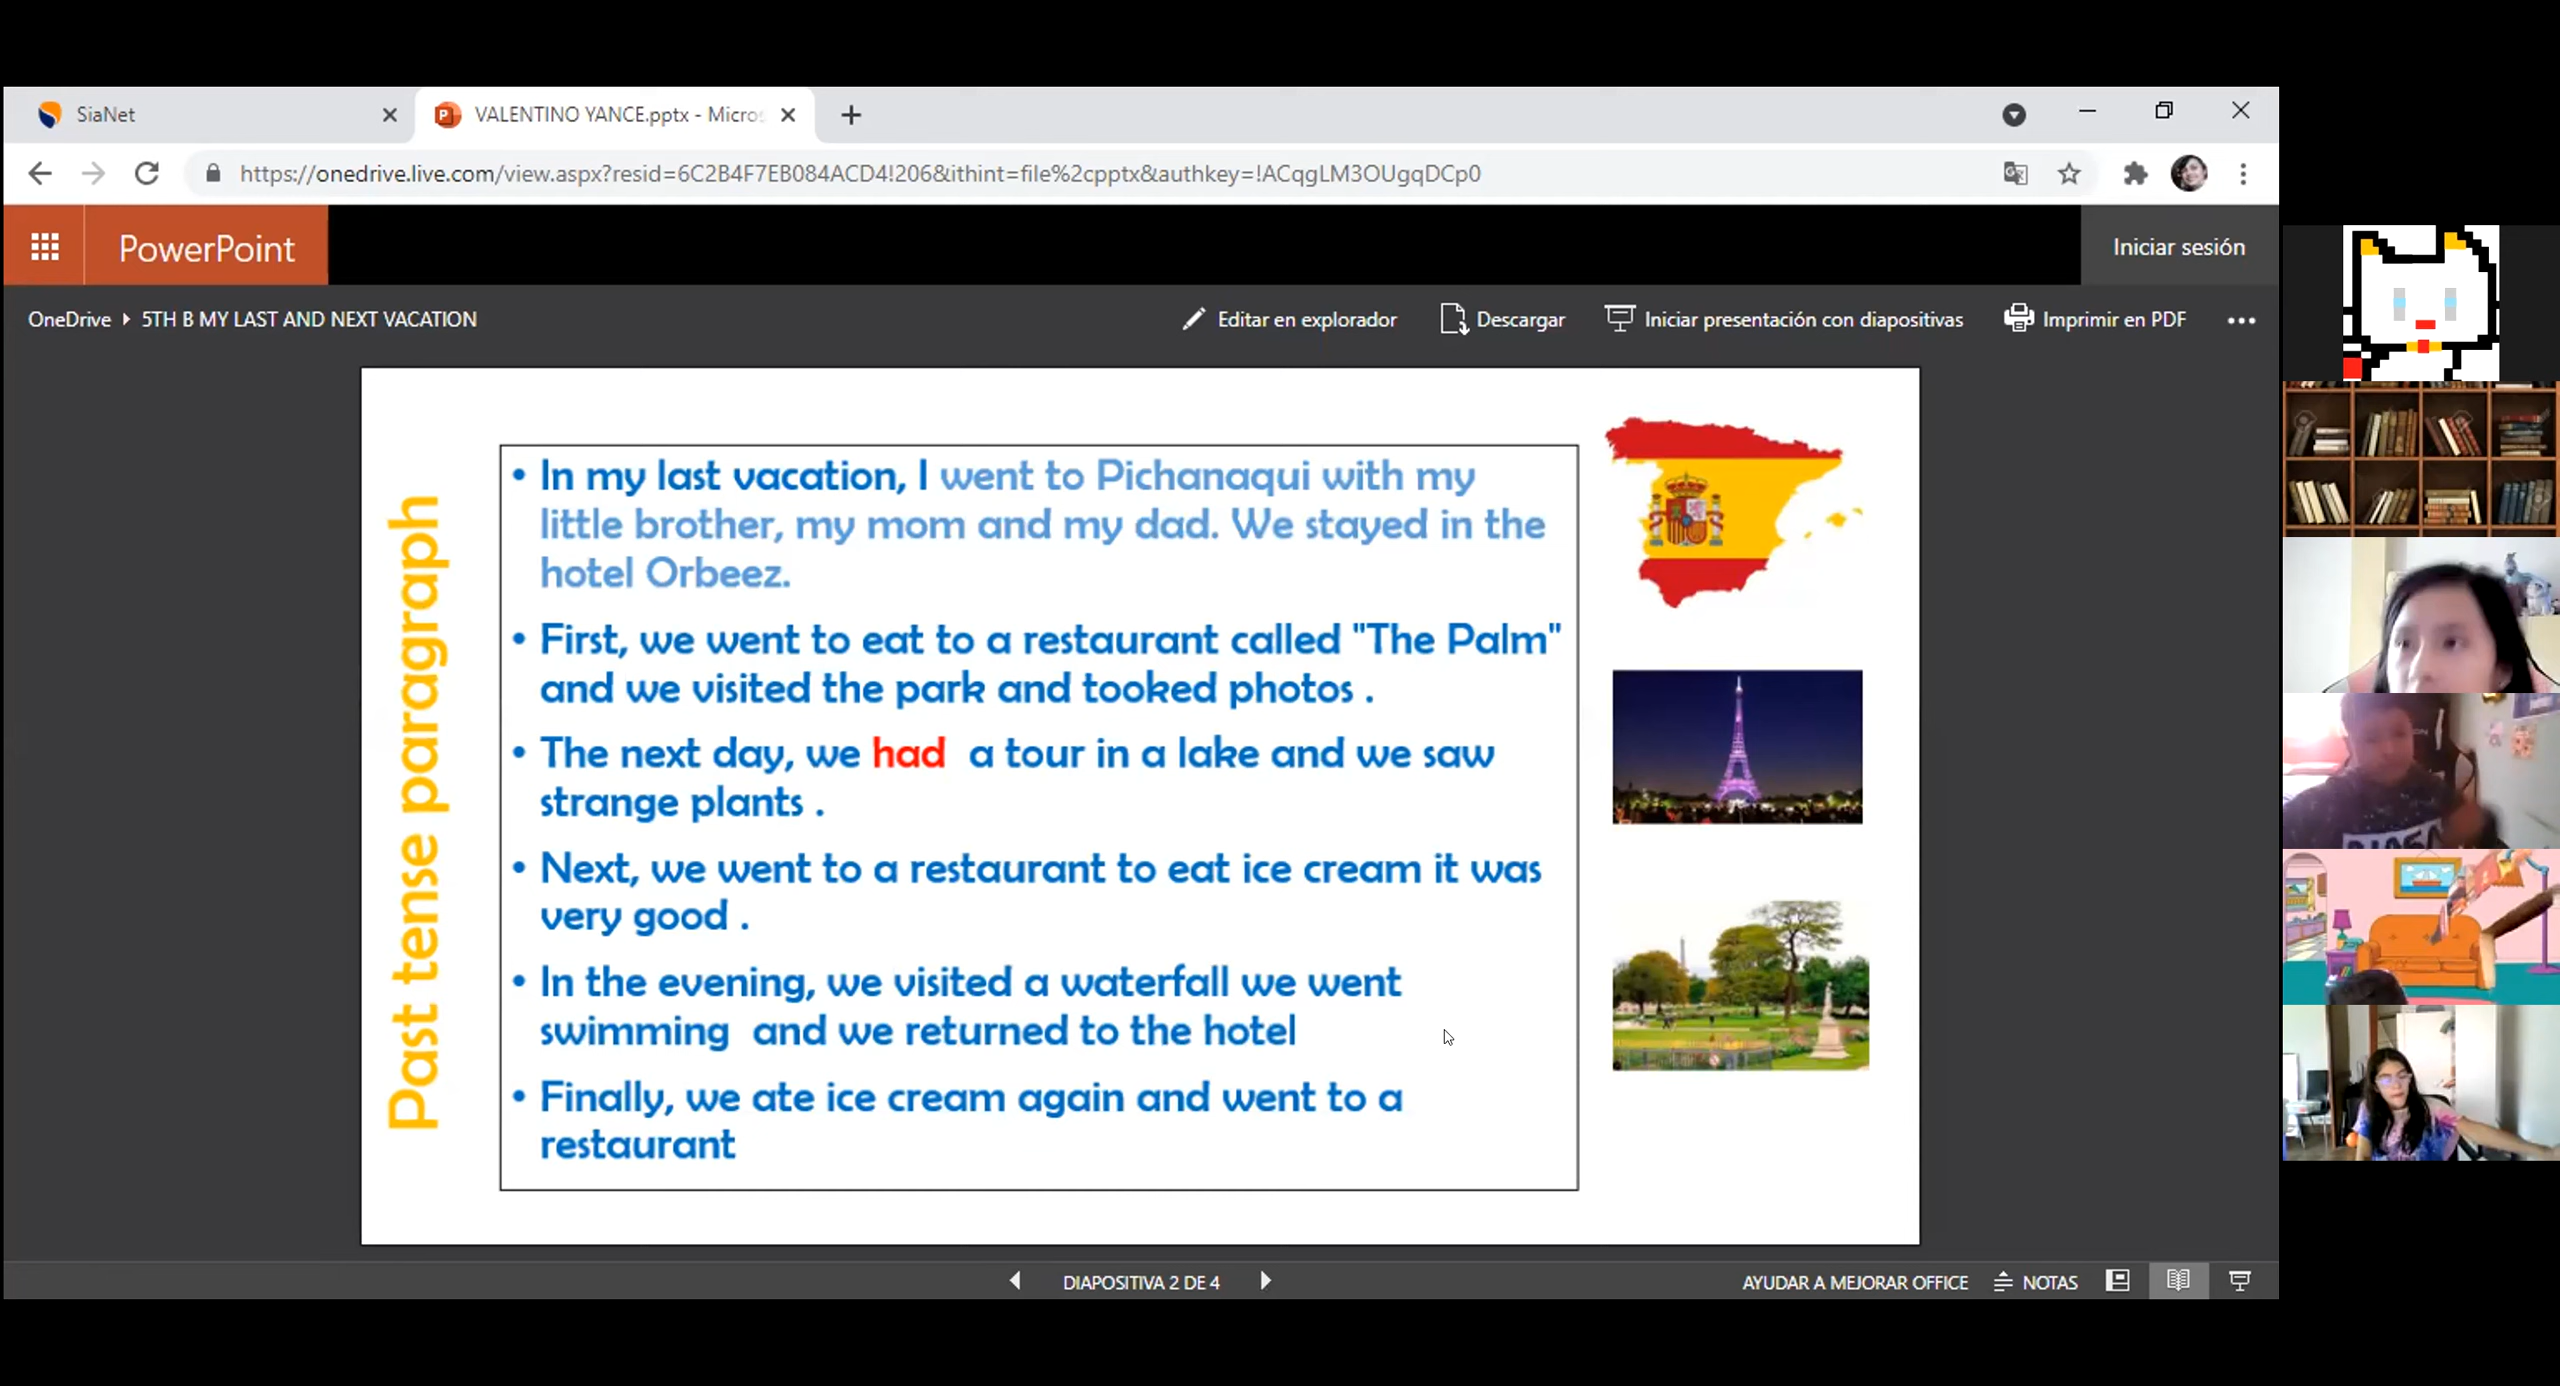 SiaNet
VALENTINO YANCE.pptx - Micros
https://onedrive.live.com/view.aspx?resid=6C2B4F7EB084ACD4!206&ithint=file%2cpptx&authkey=!ACqgLM3OUgqDCp0
PowerPoint
Iniciar sesión
OneDrive
5TH B MY LAST AND NEXT VACATION
Editar en explorador
Descargar
Iniciar presentación con diapositivas
Imprimir en PDF
Past tense paragraph
• In my last vacation, I went to Pichanaqui with my
little brother, my mom and my dad. We stayed in the
hotel Orbeez.
• First, we went to eat to a restaurant called "The Palm"
and we visited the park and tooked photos .
• The next day, we had a tour in a lake and we saw
strange plants .
• Next, we went to a restaurant to eat ice cream it was
very good .
• In the evening, we visited a waterfall we went
swimming and we returned to the hotel
• Finally, we ate ice cream again and went to a
restaurant
DIAPOSITIVA 2 DE 4
AYUDAR A MEJORAR OFFICE
NOTAS